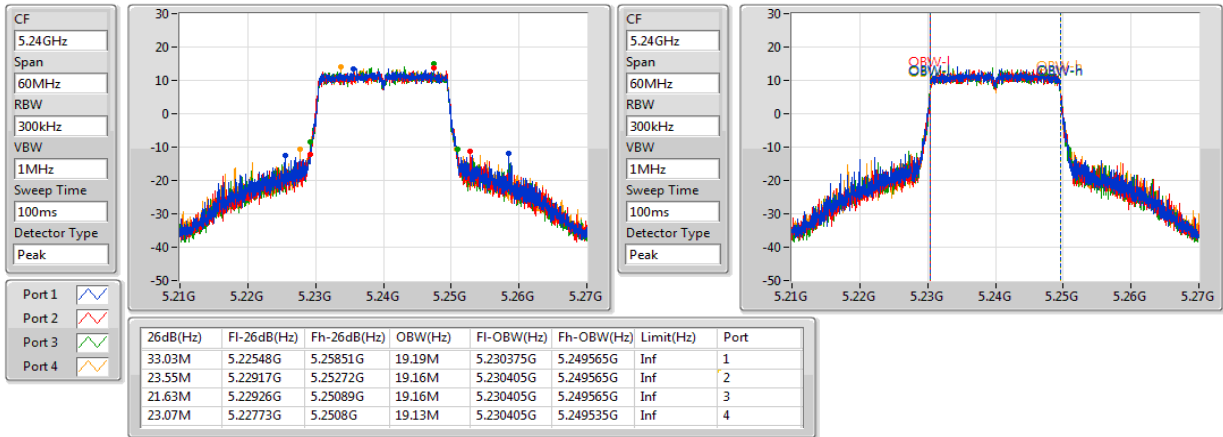 CF
5.24GHz
Span
60MHz
RBW
300kHz
VBW
1MHz
Sweep Time
100ms
Detector Type
Peak
30
20
10
0
-10
-20
-30
-40
-50
5.21G 5.22G 5.23G 5.24G 5.25G 5.26G 5.27G
CF
5.24GHz
Span
60MHz
RBW
300kHz
VBW
1MHz
Sweep Time
100ms
Detector Type
Peak
30
20
10
0
-10
-20
-30
-40
-50
OBW-l
OBW-h
5.21G 5.22G 5.23G 5.24G 5.25G 5.26G 5.27G
Port 1
Port 2
Port 3
Port 4
26dB(Hz) Fl-26dB(Hz) Fh-26dB(Hz) OBW(Hz) Fl-OBW(Hz) Fh-OBW(Hz) Limit(Hz) Port
33.03M 5.22548G 5.25851G 19.19M 5.230375G 5.249565G Inf 1
23.55M 5.22917G 5.25272G 19.16M 5.230405G 5.249565G Inf 2
21.63M 5.22926G 5.25089G 19.16M 5.230405G 5.249565G Inf 3
23.07M 5.22773G 5.2508G 19.13M 5.230405G 5.249535G Inf 4